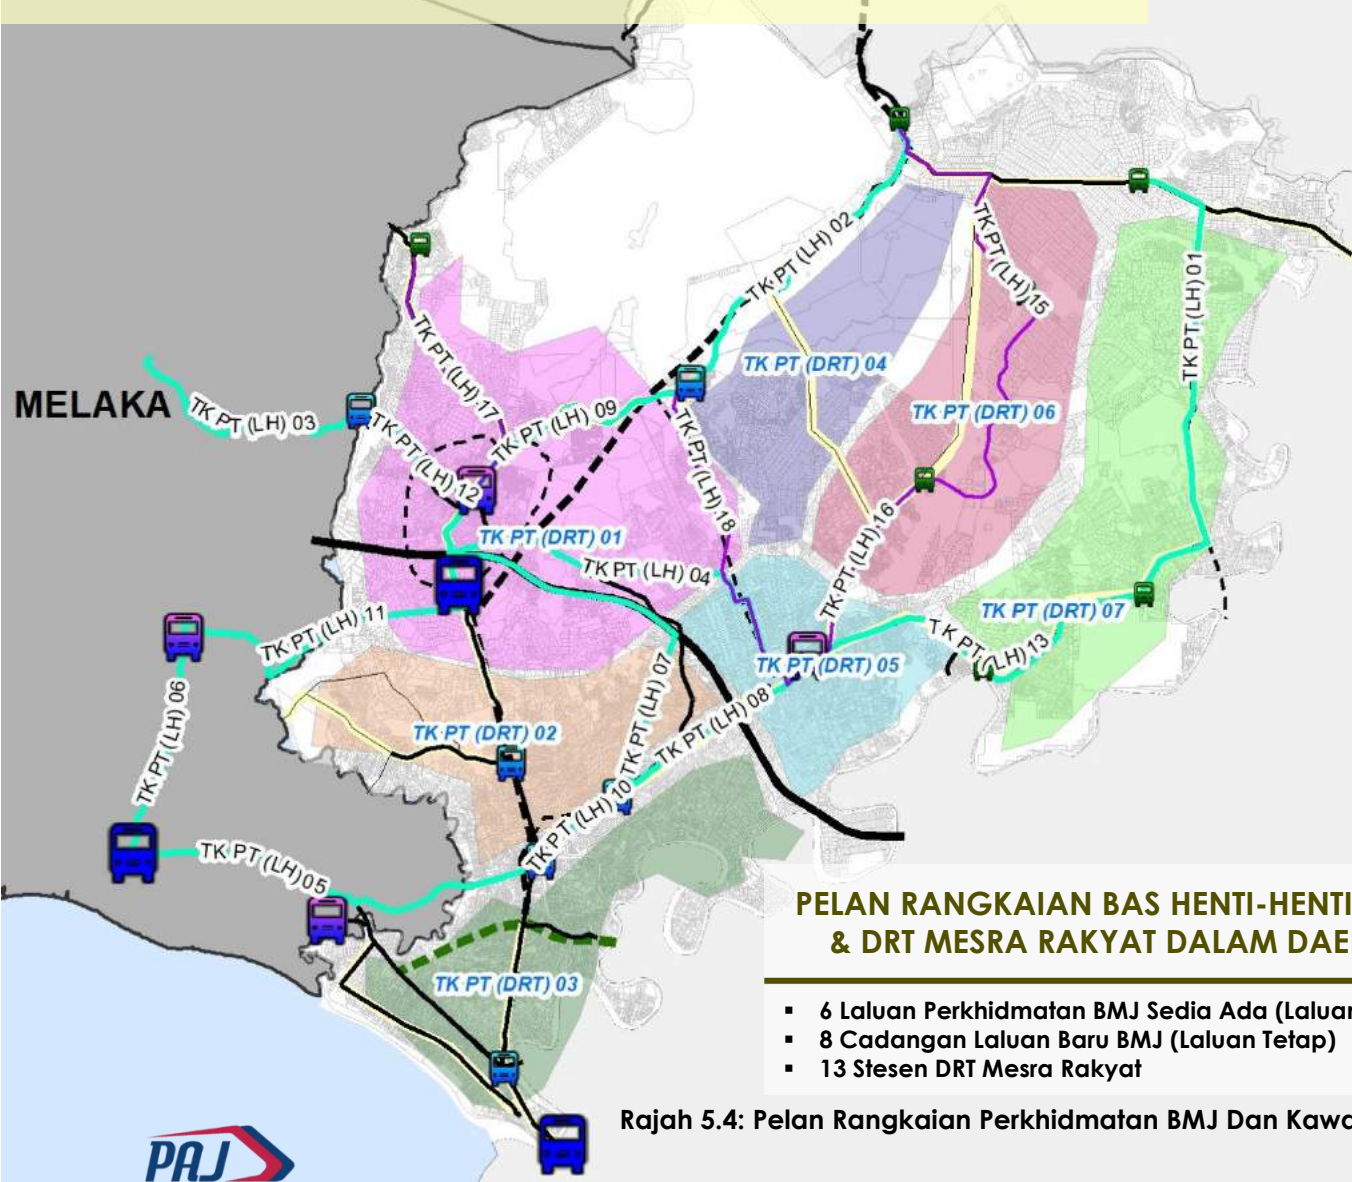 TK PT (LH) 02
TK PT (LH) 15
TK PT (LH) 01
TK PT (LH) 17
TK PT (DRT) 04
MELAKA
TK PT (LH) 03
TK PT (LH) 12
TK PT (LH) 09
TK PT (DRT) 06
TK PT (LH) 18
TK PT (LH) 16
TK PT (DRT) 01
TK PT (LH) 04
TK PT (LH) 11
TK PT (DRT) 07
TK PT (LH) 13
TK PT (DRT) 05
TK PT (LH) 06
TK PT (LH) 07
TK PT (LH) 08
TK PT (DRT) 02
TK PT (LH) 10
TK PT (LH) 05
TK PT (DRT) 03
PELAN RANGKAIAN BAS HENTI-HENTI
& DRT MESRA RAKYAT DALAM DAE
▪ 6 Laluan Perkhidmatan BMJ Sedia Ada (Laluan
▪ 8 Cadangan Laluan Baru BMJ (Laluan Tetap)
▪ 13 Stesen DRT Mesra Rakyat
Rajah 5.4: Pelan Rangkaian Perkhidmatan BMJ Dan Kawa
PAJ